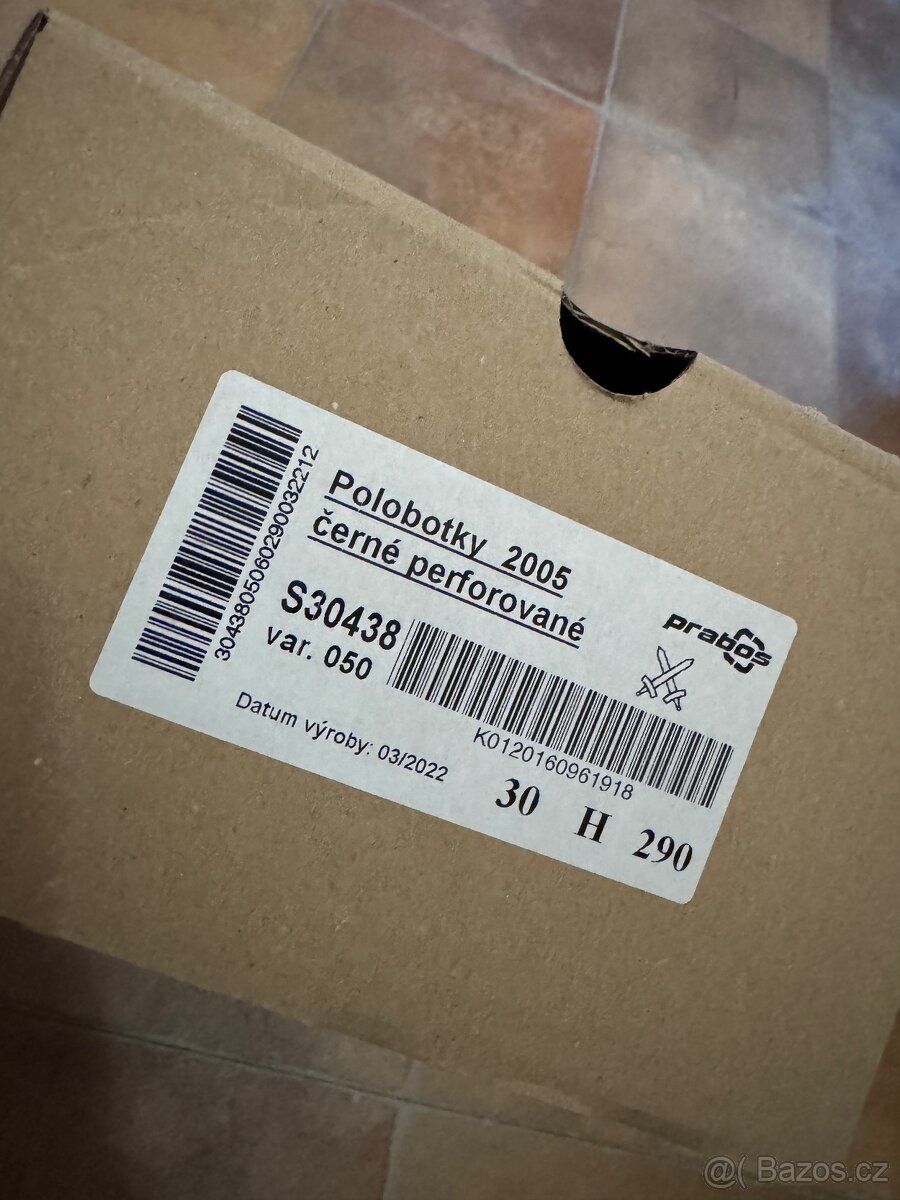 Polobotky 2005
černé perforované
S30438
var. 050
prabos
3043805060290032212
K0120160961918
Datum výroby: 03/2022
30 H 290
@( Bazos.cz